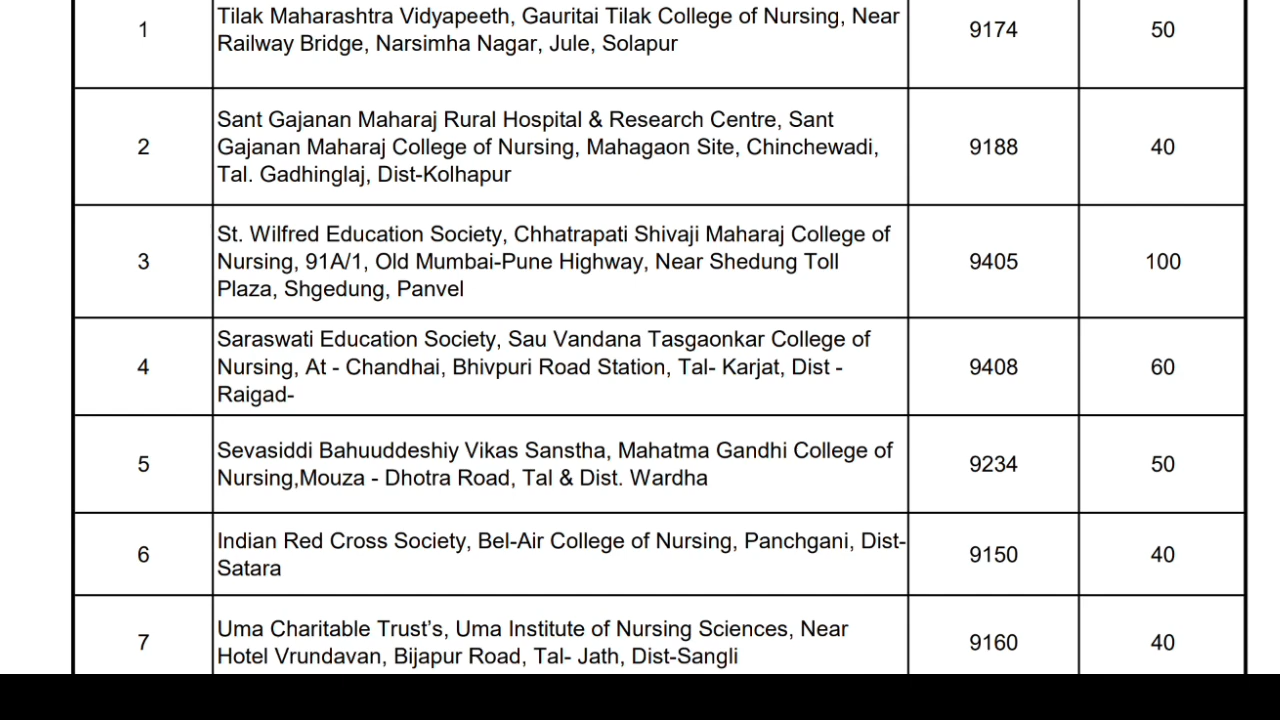 1
Tilak Maharashtra Vidyapeeth, Gauritai Tilak College of Nursing, Near
Railway Bridge, Narsimha Nagar, Jule, Solapur
9174
50
2
Sant Gajanan Maharaj Rural Hospital & Research Centre, Sant
Gajanan Maharaj College of Nursing, Mahagaon Site, Chinchewadi,
Tal. Gadhinglaj, Dist-Kolhapur
9188
40
3
St. Wilfred Education Society, Chhatrapati Shivaji Maharaj College of
Nursing, 91A/1, Old Mumbai-Pune Highway, Near Shedung Toll
Plaza, Shgedung, Panvel
9405
100
4
Saraswati Education Society, Sau Vandana Tasgaonkar College of
Nursing, At - Chandhai, Bhivpuri Road Station, Tal- Karjat, Dist -
Raigad-
9408
60
5
Sevasiddi Bahuuddeshiy Vikas Sanstha, Mahatma Gandhi College of
Nursing,Mouza - Dhotra Road, Tal & Dist. Wardha
9234
50
6
Indian Red Cross Society, Bel-Air College of Nursing, Panchgani, Dist-
Satara
9150
40
7
Uma Charitable Trust’s, Uma Institute of Nursing Sciences, Near
Hotel Vrundavan, Bijapur Road, Tal- Jath, Dist-Sangli
9160
40